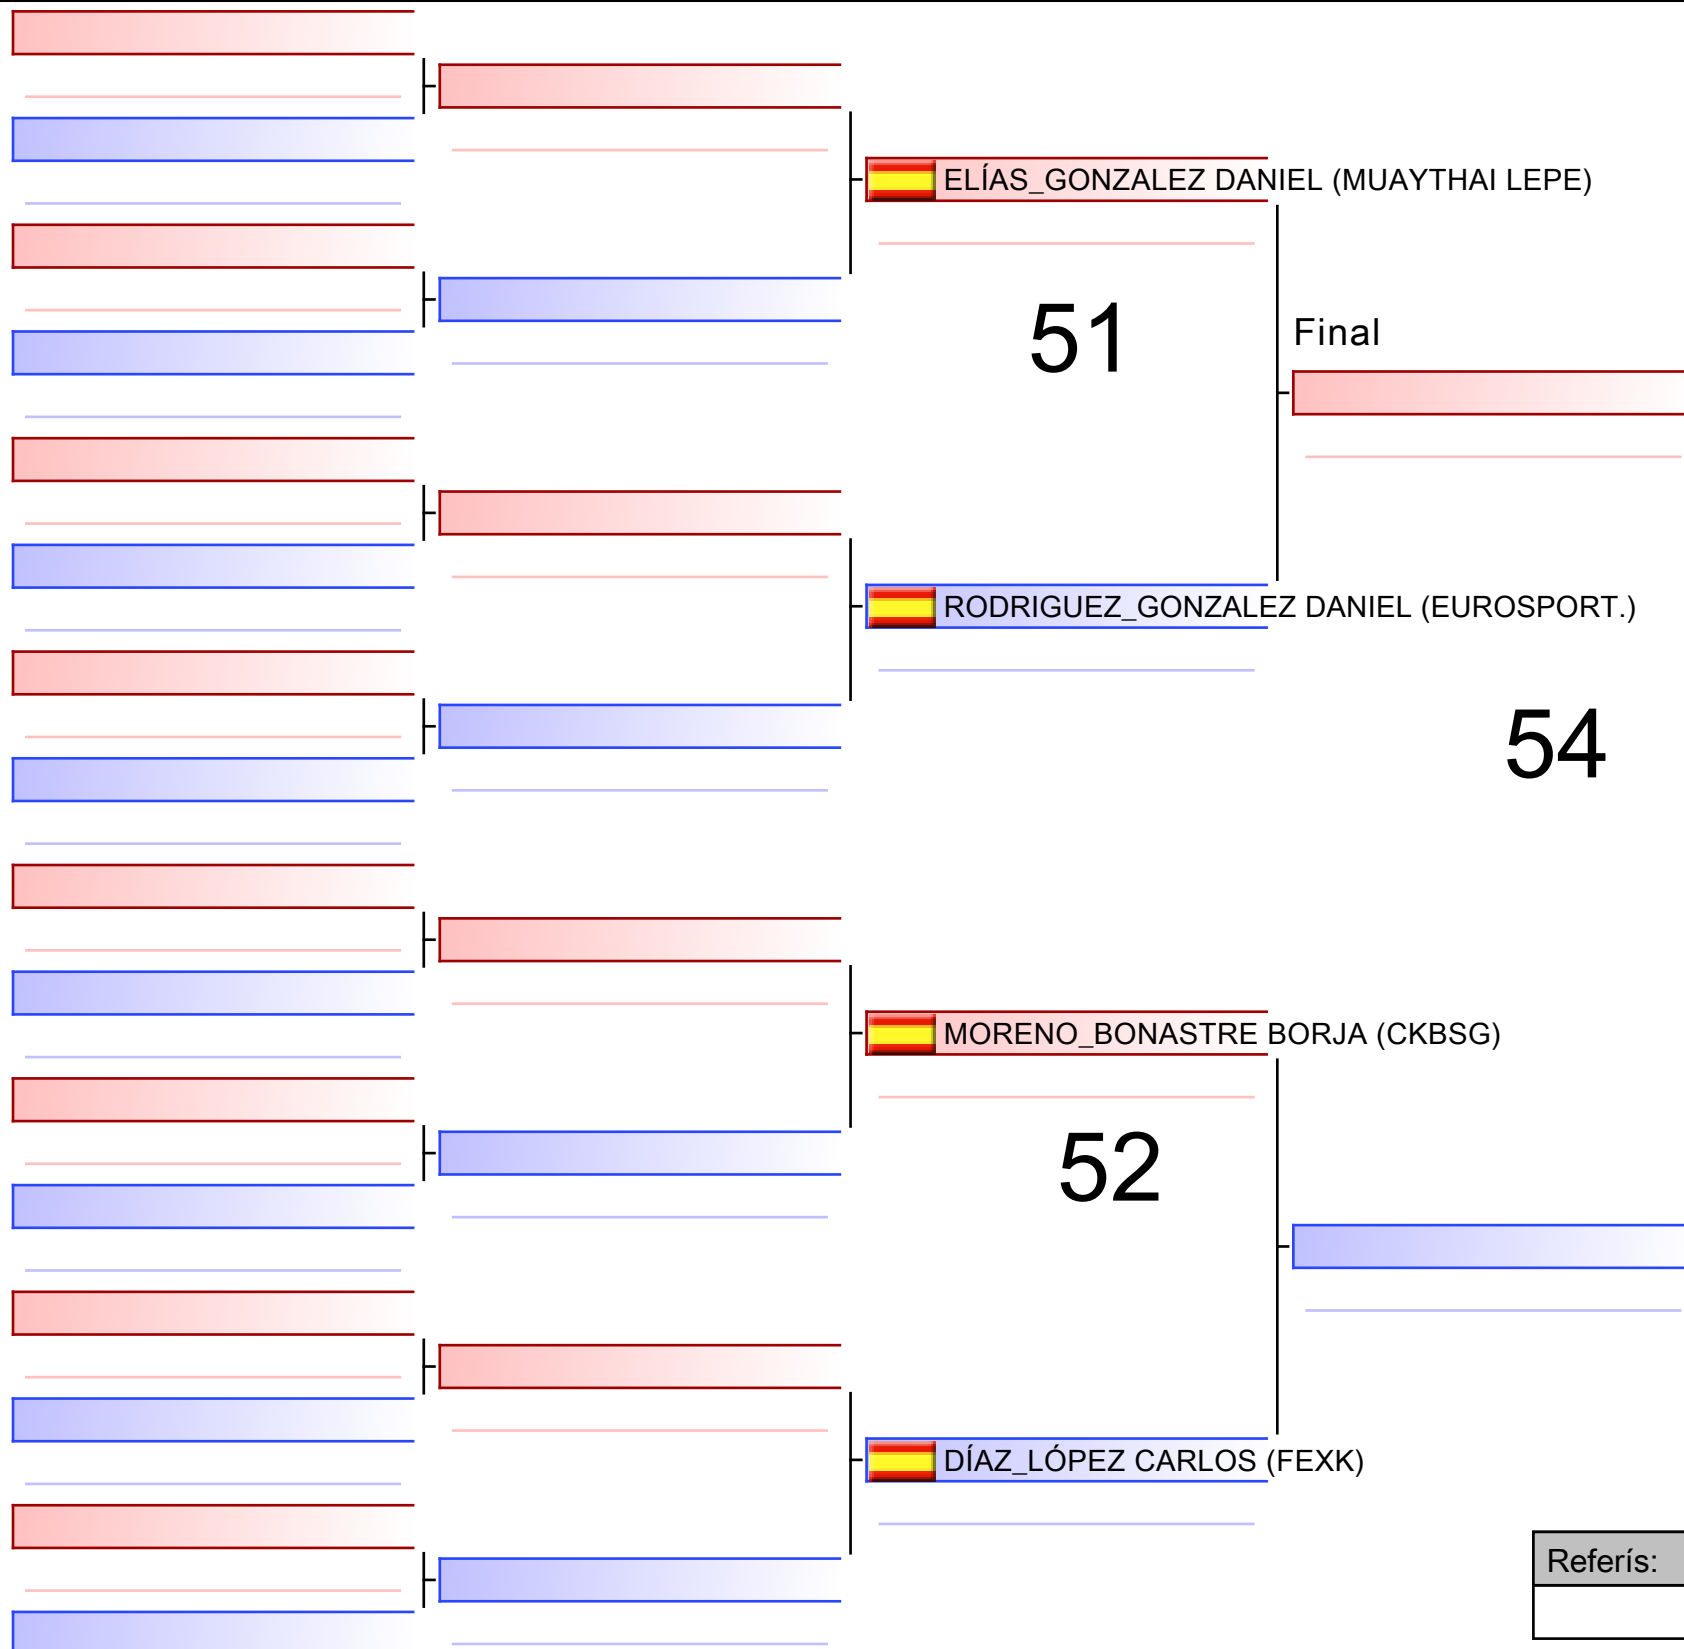 ELÍAS_GONZALEZ DANIEL (MUAYTHAI LEPE)
51
Final
RODRIGUEZ_GONZALEZ DANIEL (EUROSPORT.)
54
MORENO_BONASTRE BORJA (CKBSG)
52
DÍAZ_LÓPEZ CARLOS (FEXK)
Referís: